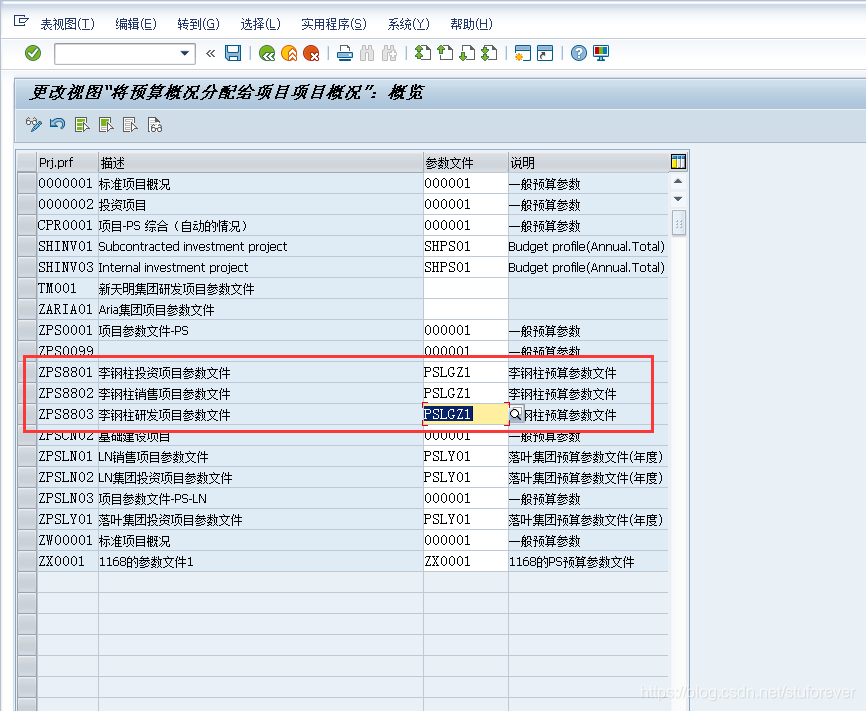 表视图(T) 编辑(E) 转到(G) 选择(L) 实用程序(S) 系统(Y) 帮助(H)
更改视图“将预算概况分配给项目项目概况”：概览
Prj.prf 描述 参数文件 说明
0000001 标准项目概况 000001 一般预算参数
0000002 投资项目 000001 一般预算参数
CPR0001 项目-PS 综合（自动的情况） 000001 一般预算参数
SHINV01 Subcontracted investment project SHPS01 Budget profile(Annual.Total)
SHINV03 Internal investment project SHPS01 Budget profile(Annual.Total)
TM001 新天明集团研发项目参数文件
ZARIA01 Aria集团项目参数文件
ZPS0001 项目参数文件-PS 000001 一般预算参数
ZPS0099 000001 一般预算参数
ZPS8801 李钢柱投资项目参数文件 PSLGZ1 李钢柱预算参数文件
ZPS8802 李钢柱销售项目参数文件 PSLGZ1 李钢柱预算参数文件
ZPS8803 李钢柱研发项目参数文件 PSLGZ1 钢柱预算参数文件
ZPSCN02 基础建设项目 000001 一般预算参数
ZPSLN01 LN销售项目参数文件 PSLY01 落叶集团预算参数文件(年度)
ZPSLN02 LN集团投资项目参数文件 PSLY01 落叶集团预算参数文件(年度)
ZPSLN03 项目参数文件-PS-LN 000001 一般预算参数
ZPSLY01 落叶集团投资项目参数文件 PSLY01 落叶集团预算参数文件(年度)
ZW00001 标准项目概况 000001 一般预算参数
ZX0001 1168的参数文件1 ZX0001 1168的PS预算参数文件
https://blog.csdn.net/stuforever